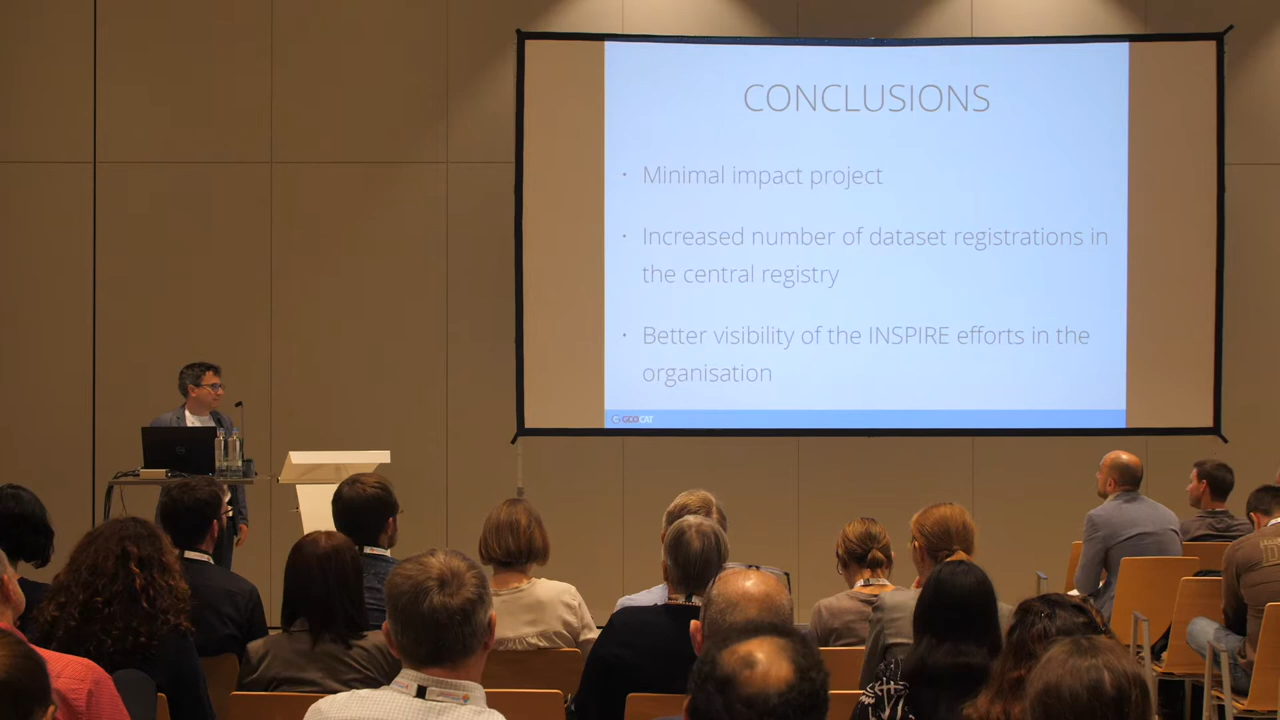 CONCLUSIONS
• Minimal impact project
• Increased number of dataset registrations in
the central registry
• Better visibility of the INSPIRE efforts in the
organisation
GEOCAT